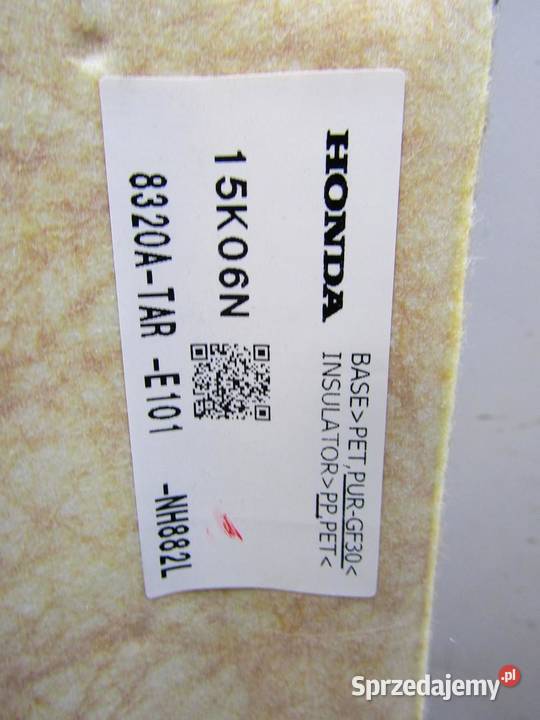 HONDA
BASE>PET,PUR-GF30<
INSULATOR>PP,PET<
15K06N
8320A-TAR -E101 -NH882L
Sprzedajemy.pl